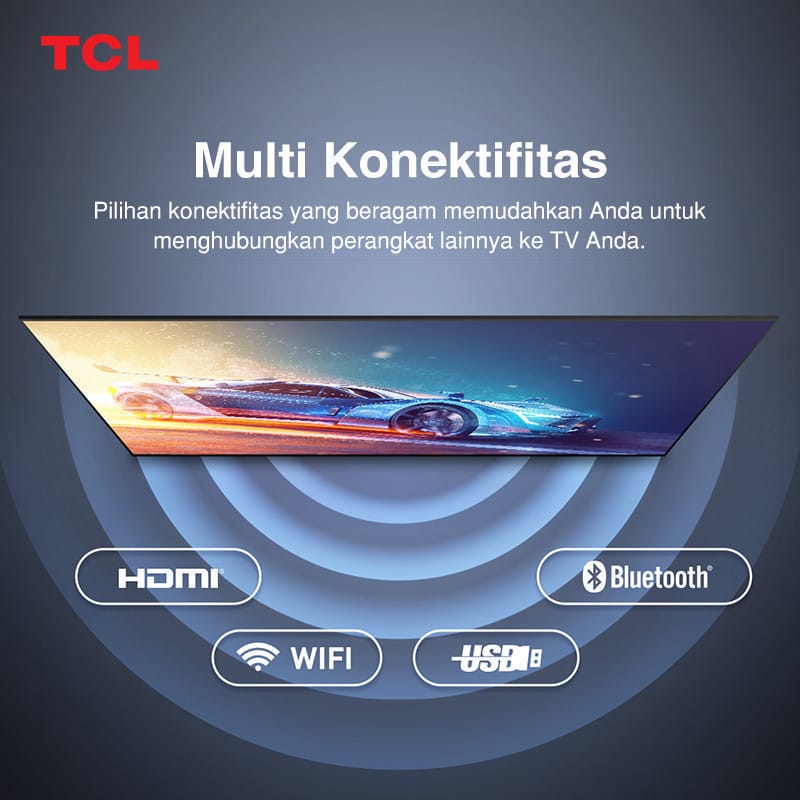 TCL
Multi Konektifitas
Pilihan konektifitas yang beragam memudahkan Anda untuk
menghubungkan perangkat lainnya ke TV Anda.
HDMI
Bluetooth®
WIFI
USB